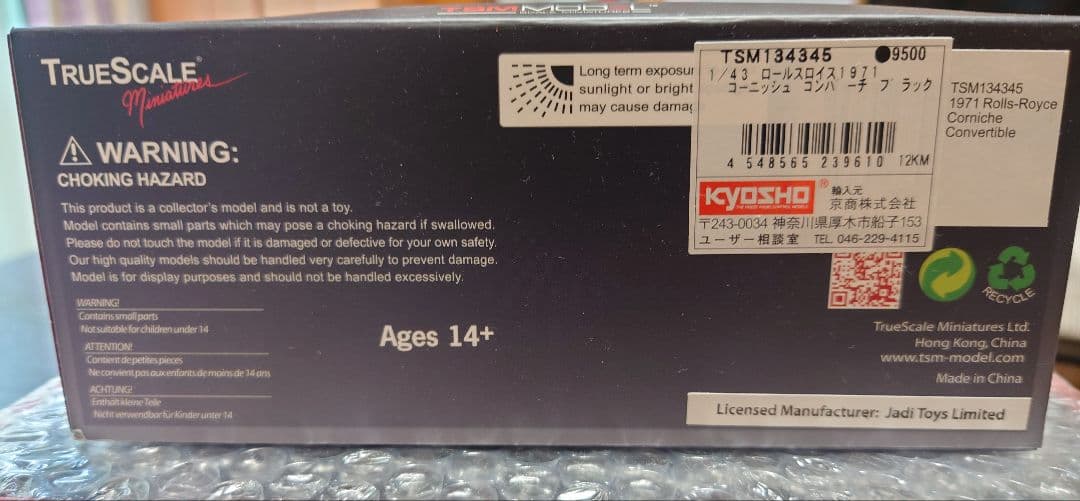 TSM MODEL
TRUESCALE
Miniatures
WARNING:
CHOKING HAZARD
This product is a collector's model and is not a toy.
Model contains small parts which may pose a choking hazard if swallowed.
Please do not touch the model if it is damaged or defective for your own safety.
Our high quality models should be handled very carefully to prevent damage.
Model is for display purposes and should not be handled excessively.
WARNING!
Contains small parts
Not suitable for children under 14
ATTENTION!
Contient de petites pieces
Ne convient pas aux enfants de moins de 14 ans
ACHTUNG!
Enthält kleine Teile
Nicht verwendbar für Kinder unter 14
Ages 14+
Long term exposur
sunlight or bright
may cause damag
TSM134345 ●9500
1/43 ロールスロイス1971
コーニッシュ コンバーチ ブラック
4 548565 239610 12KM
KYOSHO® 輸入元
京商株式会社
〒243-0034 神奈川県厚木市船子153
ユーザー相談室 TEL. 046-229-4115
TSM134345
1971 Rolls-Royce
Corniche
Convertible
RECYCLE
TrueScale Miniatures Ltd.
Hong Kong, China
www.tsm-model.com
Made in China
Licensed Manufacturer: Jadi Toys Limited